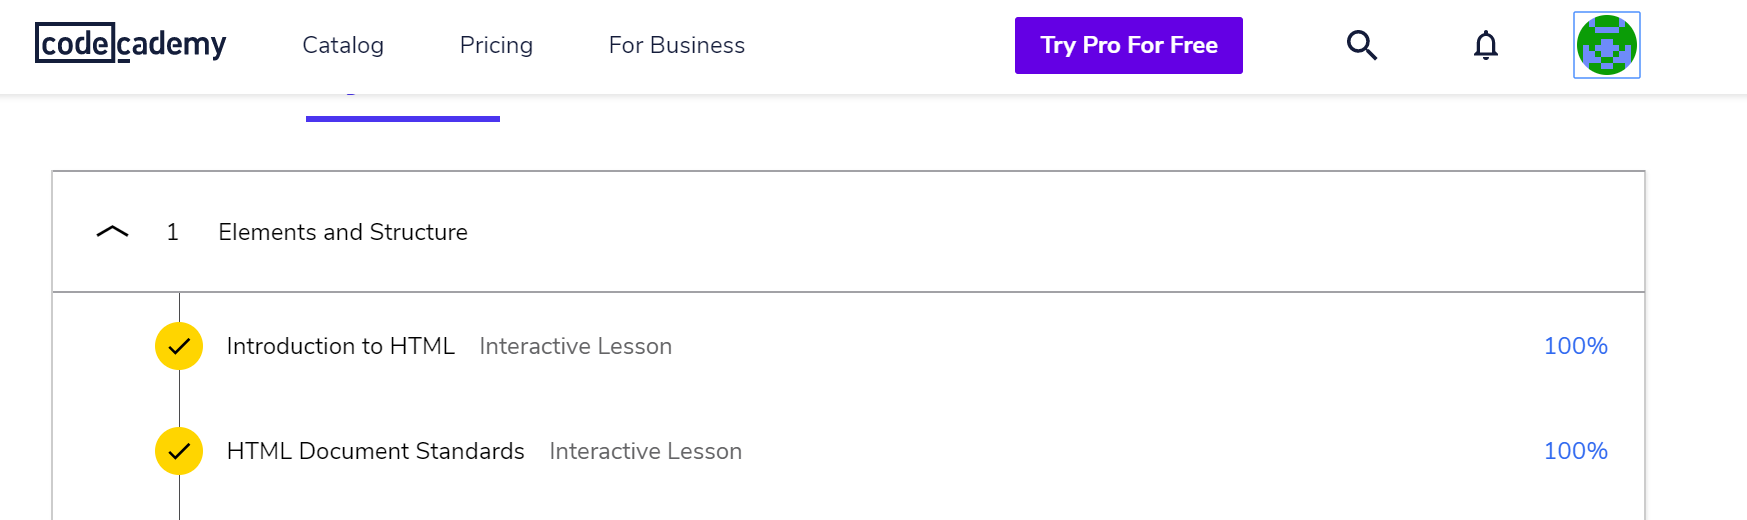 codecademy Catalog Pricing For Business Try Pro For Free
1 Elements and Structure
Introduction to HTML Interactive Lesson 100%
HTML Document Standards Interactive Lesson 100%